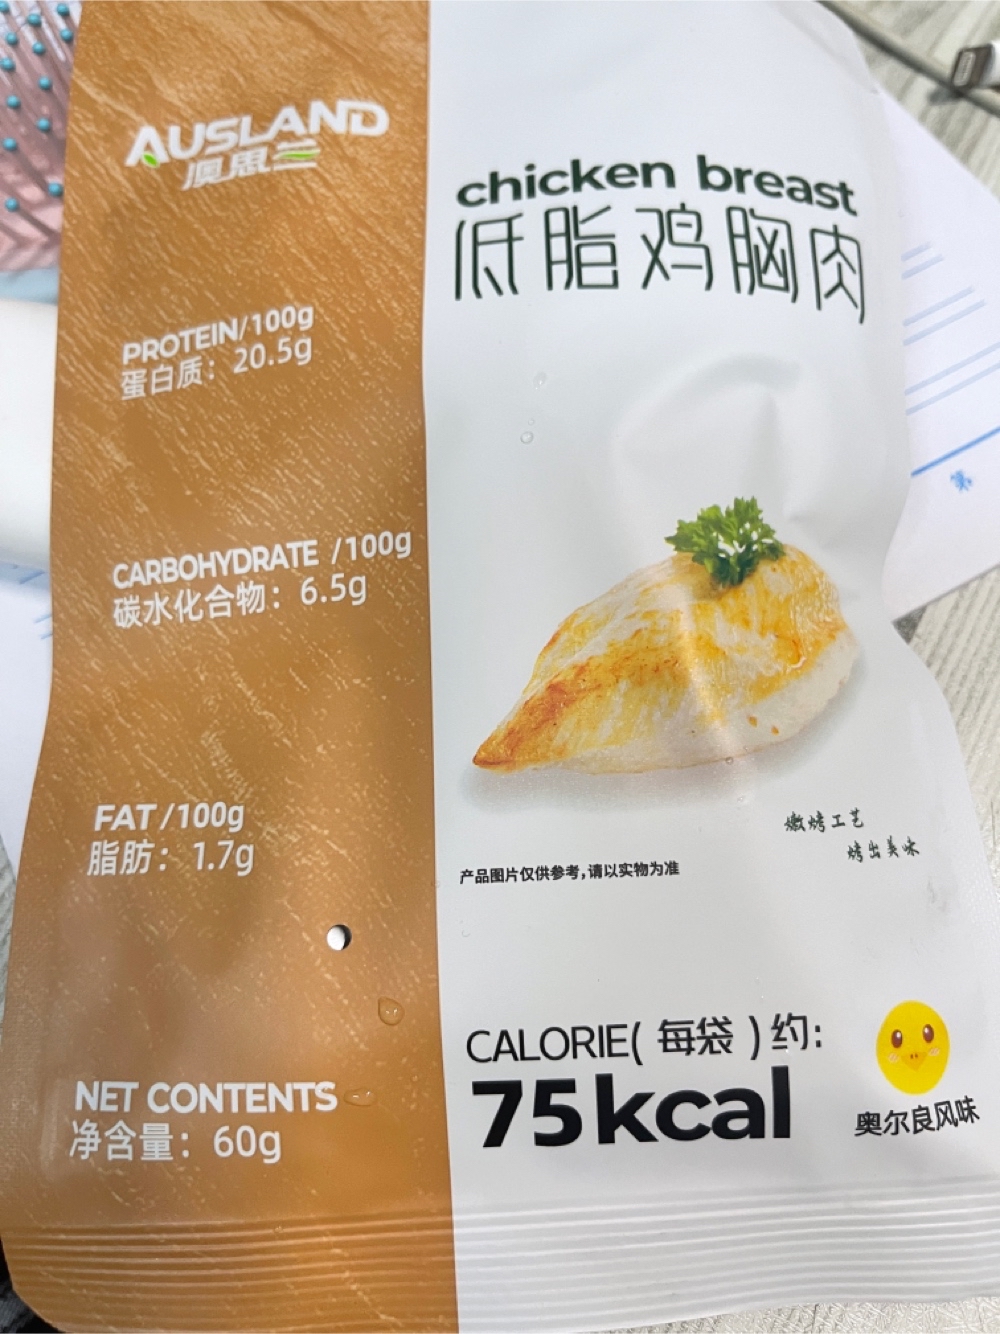 AUSLAND
澳思兰
PROTEIN/100g
蛋白质：20.5g
CARBOHYDRATE /100g
碳水化合物：6.5g
FAT/100g
脂肪：1.7g
NET CONTENTS
净含量：60g
chicken breast
低脂鸡胸肉
嫩烤工艺
烤出美味
产品图片仅供参考,请以实物为准
CALORIE(每袋)约:
75kcal
奥尔良风味
第